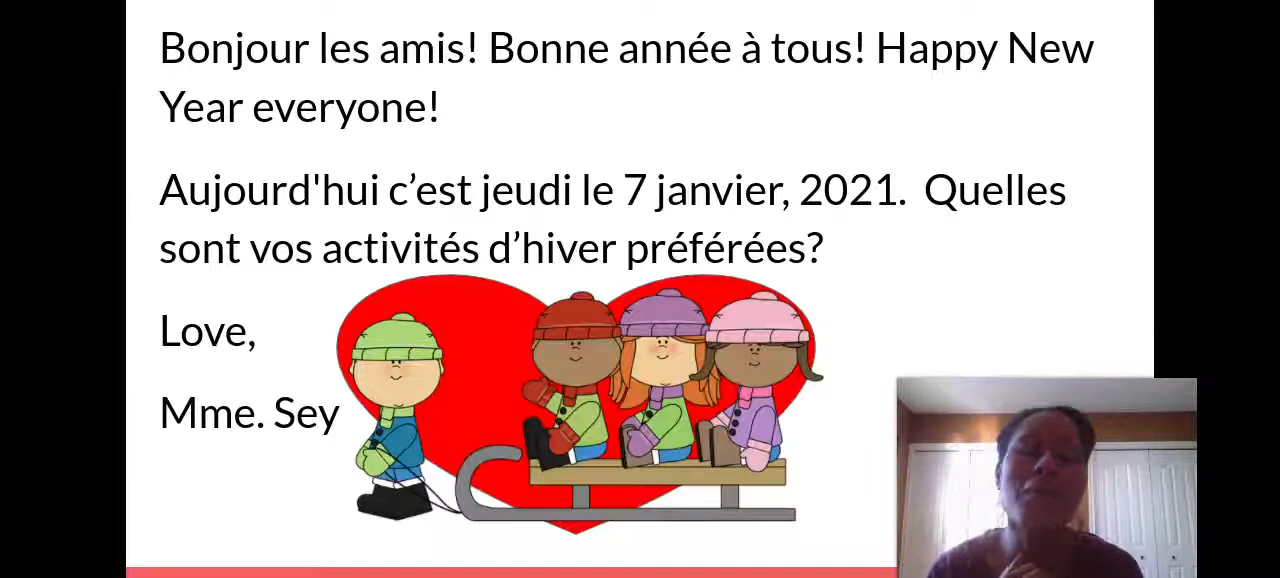 Bonjour les amis! Bonne année à tous! Happy New
Year everyone!
Aujourd'hui c’est jeudi le 7 janvier, 2021.  Quelles
sont vos activités d’hiver préférées?
Love,
Mme. Sey